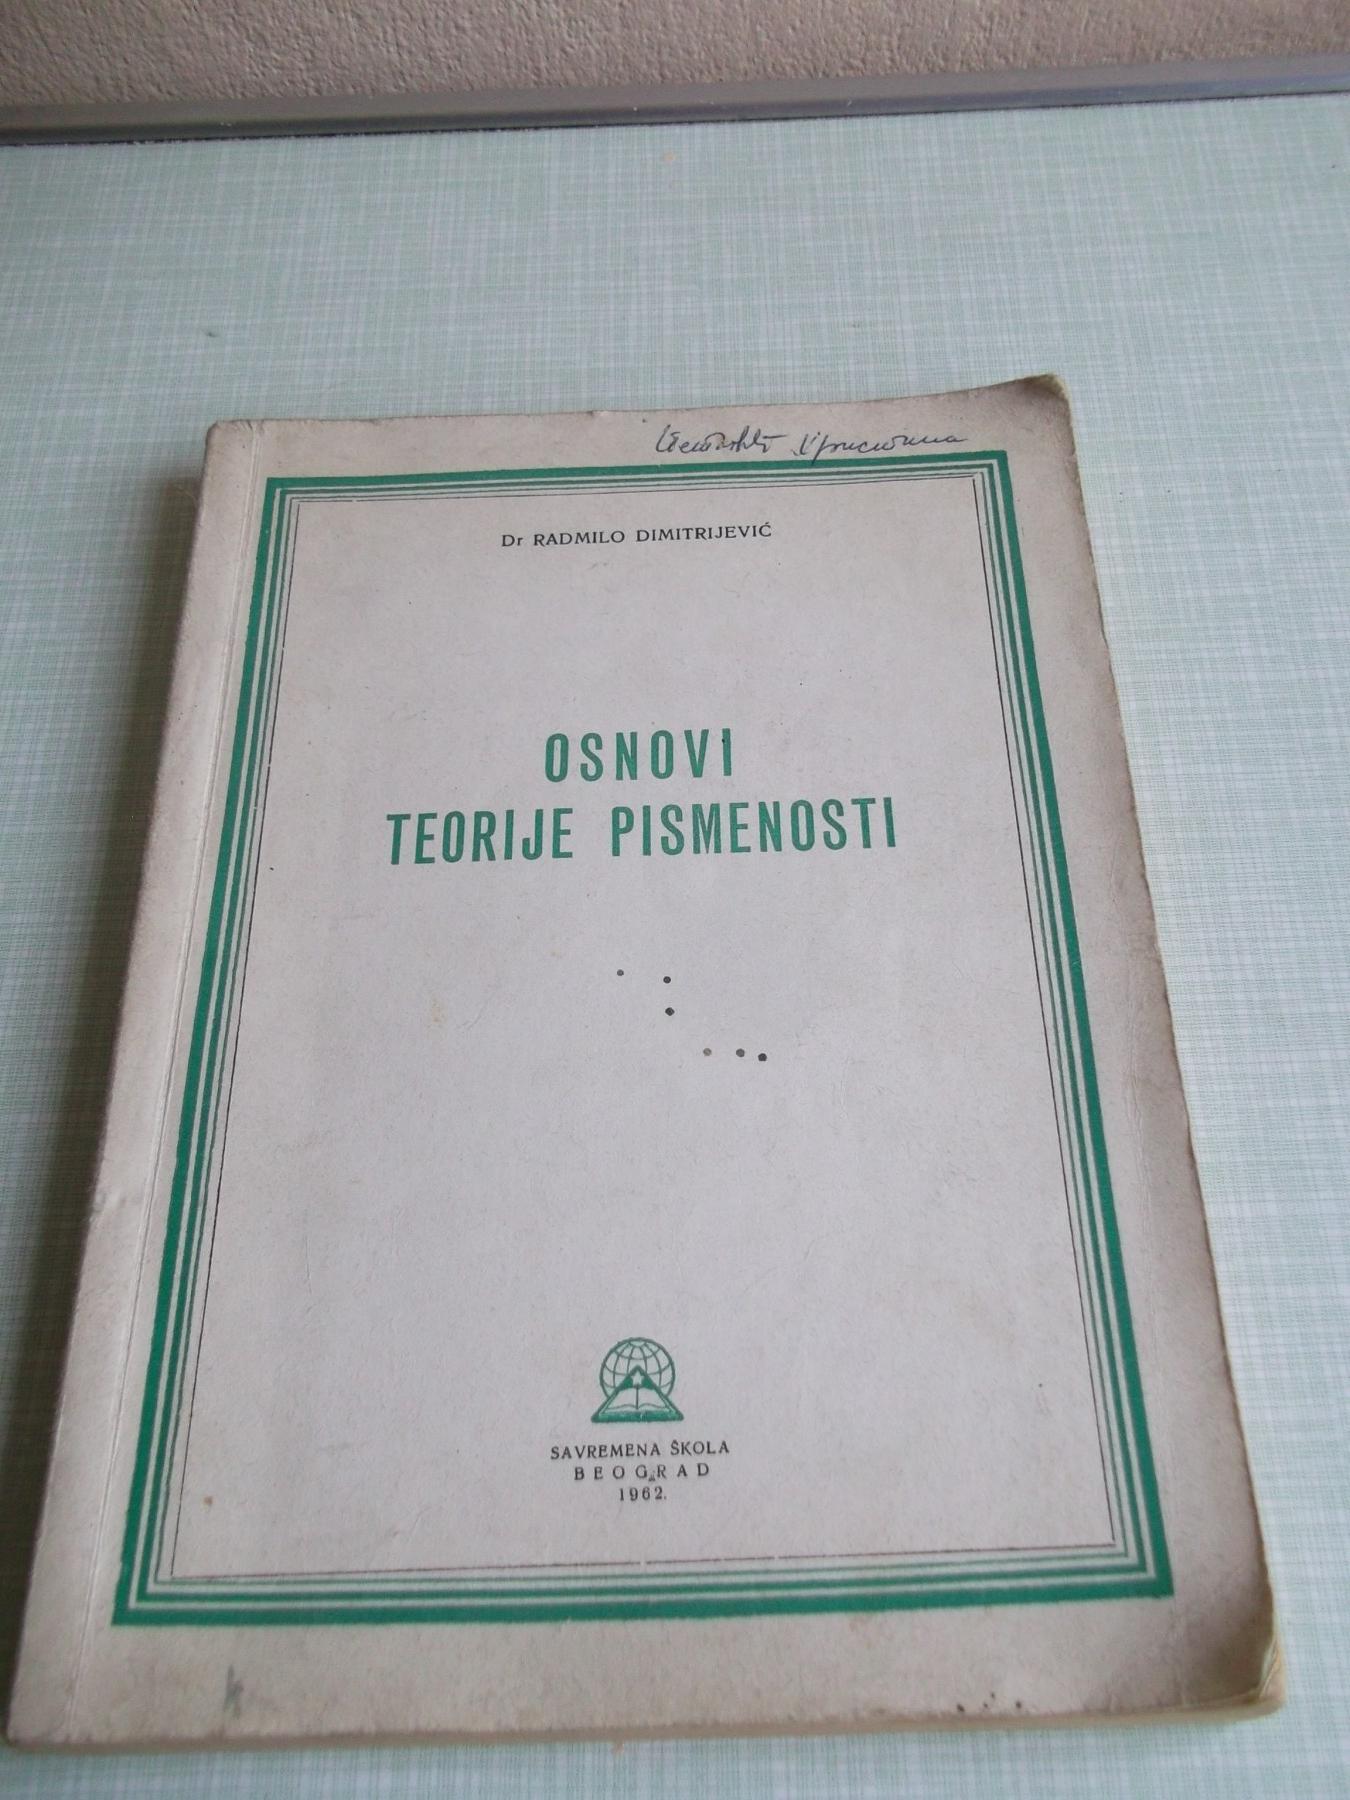 Dr RADMILO DIMITRIJEVIĆ
OSNOVI
TEORIJE PISMENOSTI
SAVREMENA ŠKOLA
BEOGRAD
1962.